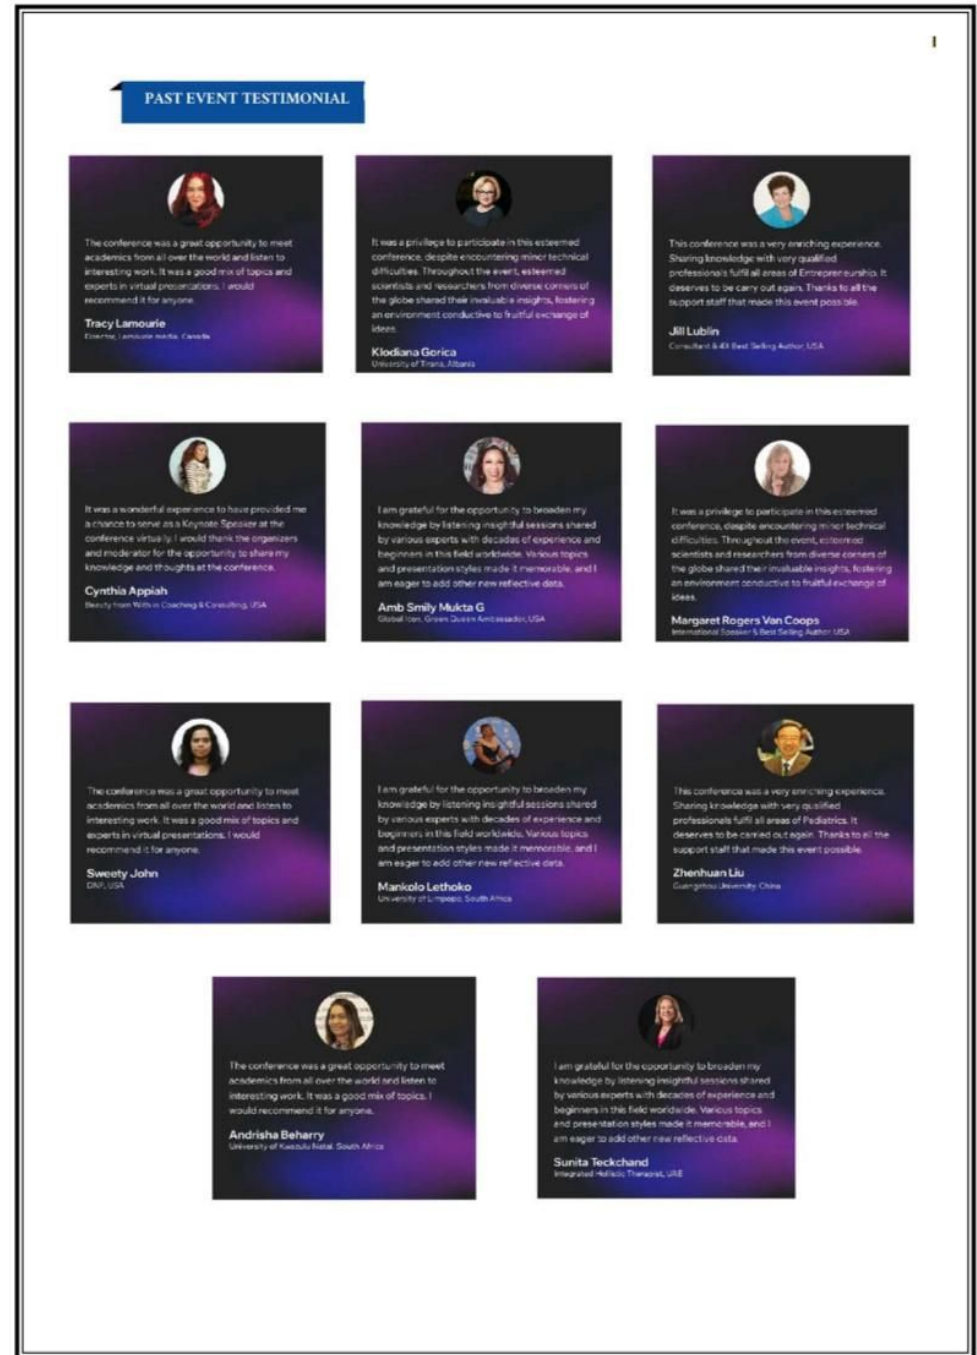 PAST EVENT TESTIMONIAL
The conference was a great opportunity to meet
academics from all over the world and listen to
interesting work. It was a good mix of topics and
experts in virtual presentations. I would
recommend it for anyone.
Tracy Lamourie
Director, Lamourie media, Canada
It was a privilege to participate in this esteemed
conference, despite encountering minor technical
difficulties. Throughout the event, esteemed
scientists and researchers from diverse corners of
the globe shared their invaluable insights, fostering
an environment conductive to fruitful exchange of
ideas.
Klodiana Gorica
University of Tirana, Albania
This conference was a very enriching experience.
Sharing knowledge with very qualified
professionals fulfil all areas of Entrepreneurship. It
deserves to be carry out again. Thanks to all the
support staff that made this event possible.
Jill Lublin
Consultant & 4X Best Selling Author, USA
It was a wonderful experience to have provided me
a chance to serve as a Keynote Speaker at the
conference virtually. I would thank the organizers
and moderator for the opportunity to share my
knowledge and thoughts at the conference.
Cynthia Appiah
Beauty from With in Coaching & Consulting, USA
I am grateful for the opportunity to broaden my
knowledge by listening insightful sessions shared
by various experts with decades of experience and
beginners in this field worldwide. Various topics
and presentation styles made it memorable, and I
am eager to add other new reflective data.
Amb Smily Mukta G
Global Icon, Green Queen Ambassador, USA
It was a privilege to participate in this esteemed
conference, despite encountering minor technical
difficulties. Throughout the event, esteemed
scientists and researchers from diverse corners of
the globe shared their invaluable insights, fostering
an environment conductive to fruitful exchange of
ideas.
Margaret Rogers Van Coops
International Speaker & Best Selling Author, USA
The conference was a great opportunity to meet
academics from all over the world and listen to
interesting work. It was a good mix of topics and
experts in virtual presentations. I would
recommend it for anyone.
Sweety John
DNP, USA
I am grateful for the opportunity to broaden my
knowledge by listening insightful sessions shared
by various experts with decades of experience and
beginners in this field worldwide. Various topics
and presentation styles made it memorable, and I
am eager to add other new reflective data.
Mankolo Lethoko
University of Limpopo, South Africa
This conference was a very enriching experience.
Sharing knowledge with very qualified
professionals fulfil all areas of Pediatrics. It
deserves to be carried out again. Thanks to all the
support staff that made this event possible.
Zhenhuan Liu
Guangzhou University, China
The conference was a great opportunity to meet
academics from all over the world and listen to
interesting work. It was a good mix of topics. I
would recommend it for anyone.
Andrisha Beharry
University of Kwazulu Natal, South Africa
I am grateful for the opportunity to broaden my
knowledge by listening insightful sessions shared
by various experts with decades of experience and
beginners in this field worldwide. Various topics
and presentation styles made it memorable, and I
am eager to add other new reflective data.
Sunita Teckchand
Integrated Hollistic Therapist, UAE